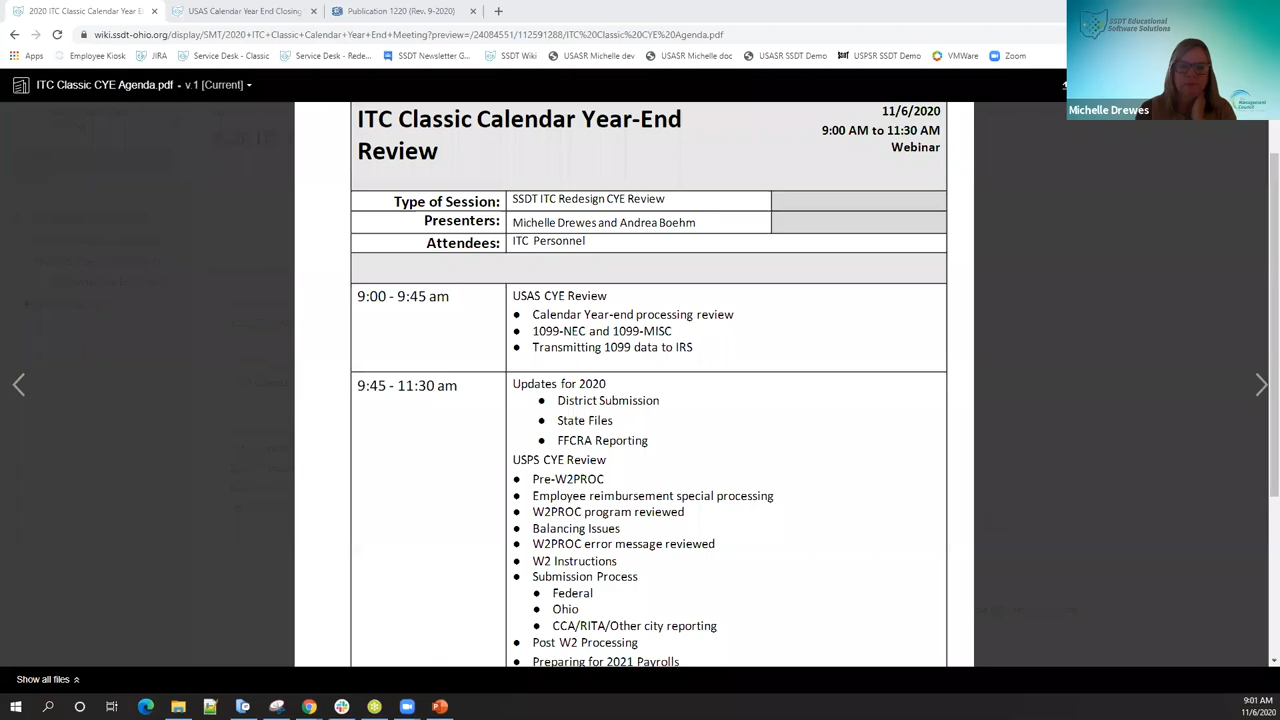 2020 ITC Classic Calendar Year E
USAS Calendar Year End Closing
Publication 1220 (Rev. 9-2020)
wiki.ssdt-ohio.org/display/SMT/2020+ITC+Classic+Calendar+Year+End+Meeting?preview=/24084551/112591288/ITC%20Classic%20CYE%20Agenda.pdf
Apps
Employee Kiosk
JIRA
Service Desk - Classic
Service Desk - Rede...
SSDT Newsletter G...
SSDT Wiki
USASR Michelle dev
USASR Michelle doc
USASR SSDT Demo
USPSR SSDT Demo
VMWare
Zoom
SSDT Educational
Software Solutions
Management
Council
Michelle Drewes
ITC Classic CYE Agenda.pdf
v.1 [Current]
ITC Classic Calendar Year-End
Review
11/6/2020
9:00 AM to 11:30 AM
Webinar
Type of Session: SSDT ITC Redesign CYE Review
Presenters: Michelle Drewes and Andrea Boehm
Attendees: ITC Personnel
9:00 - 9:45 am
USAS CYE Review
● Calendar Year-end processing review
● 1099-NEC and 1099-MISC
● Transmitting 1099 data to IRS
9:45 - 11:30 am
Updates for 2020
● District Submission
● State Files
● FFCRA Reporting
USPS CYE Review
● Pre-W2PROC
● Employee reimbursement special processing
● W2PROC program reviewed
● Balancing Issues
● W2PROC error message reviewed
● W2 Instructions
● Submission Process
● Federal
● Ohio
● CCA/RITA/Other city reporting
● Post W2 Processing
● Preparing for 2021 Payrolls
Show all files
9:01 AM
11/6/2020